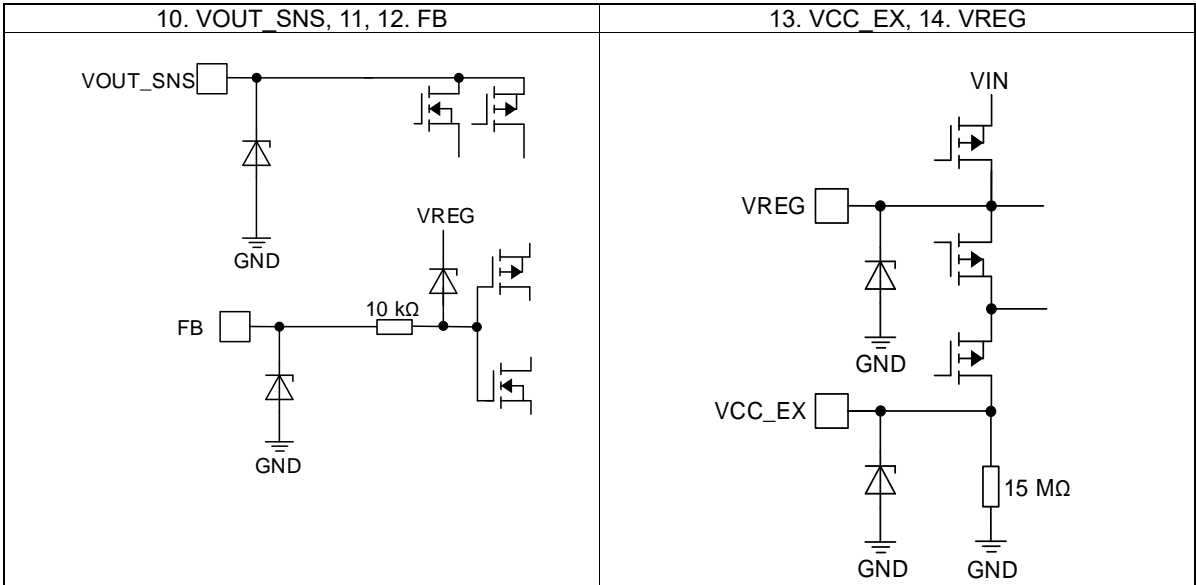 10. VOUT_SNS, 11, 12. FB
13. VCC_EX, 14. VREG
VOUT_SNS
GND
VREG
10 kΩ
FB
GND
VIN
VREG
GND
VCC_EX
15 MΩ
GND
GND